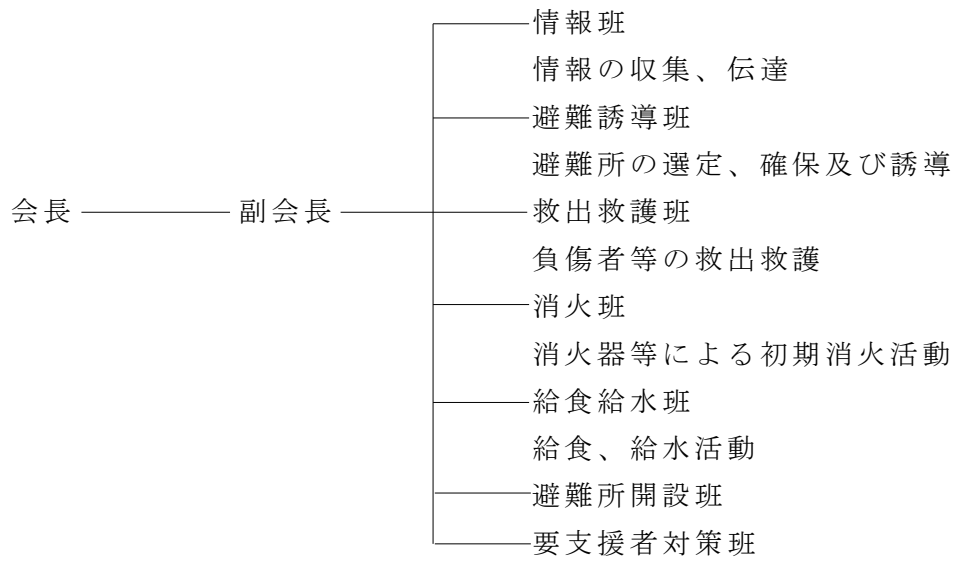 情報班
情報の収集、伝達
避難誘導班
避難所の選定、確保及び誘導
会長 副会長 救出救護班
負傷者等の救出救護
消火班
消火器等による初期消火活動
給食給水班
給食、給水活動
避難所開設班
要支援者対策班